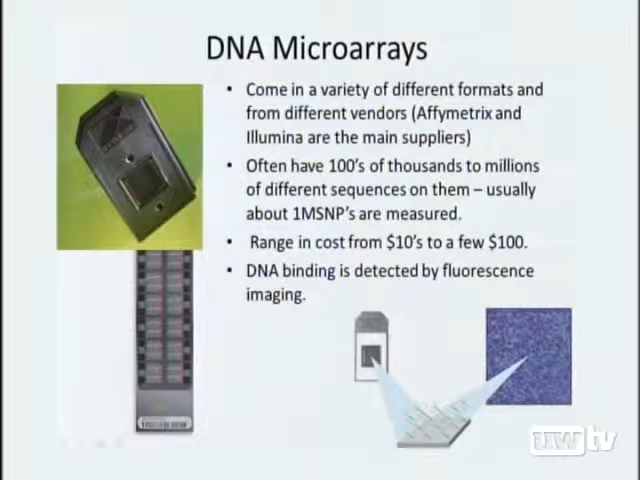 DNA Microarrays
• Come in a variety of different formats and
from different vendors (Affymetrix and
Illumina are the main suppliers)
• Often have 100's of thousands to millions
of different sequences on them – usually
about 1MSNP's are measured.
• Range in cost from $10's to a few $100.
• DNA binding is detected by fluorescence
imaging.
uwtv